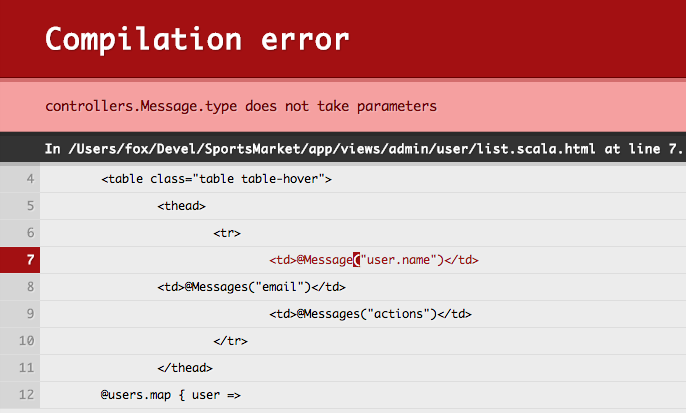 Compilation error
controllers.Message.type does not take parameters
In /Users/fox/Devel/SportsMarket/app/views/admin/user/list.scala.html at line 7.
4 <table class="table table-hover">
5 <thead>
6 <tr>
7 <td>@Message("user.name")</td>
8 <td>@Messages("email")</td>
9 <td>@Messages("actions")</td>
10 </tr>
11 </thead>
12 @users.map { user =>